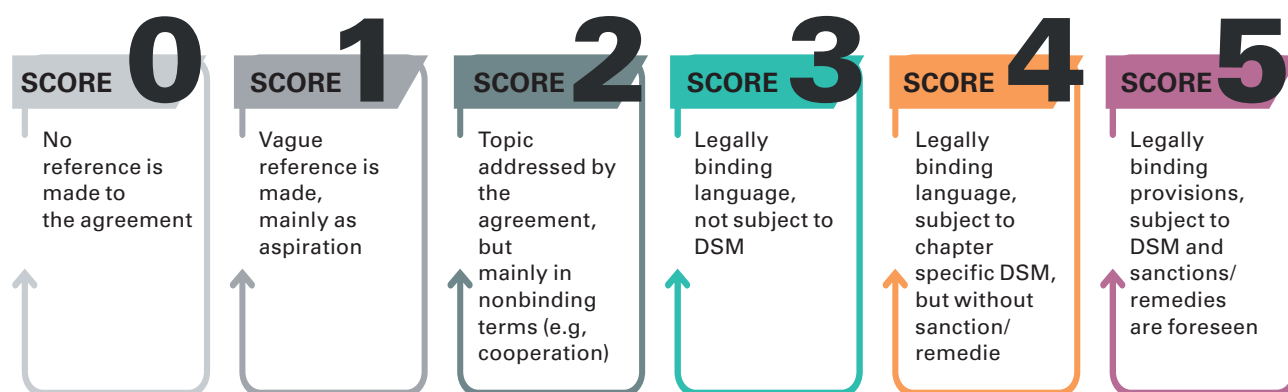 SCORE 0
No
reference is
made to
the agreement
SCORE 1
Vague
reference is
made,
mainly as
aspiration
SCORE 2
Topic
addressed by
the
agreement,
but
mainly in
nonbinding
terms (e.g,
cooperation)
SCORE 3
Legally
binding
language,
not subject to
DSM
SCORE 4
Legally
binding
language,
subject to
chapter
specific DSM,
but without
sanction/
remedie
SCORE 5
Legally
binding
provisions,
subject to
DSM and
sanctions/
remedies
are foreseen